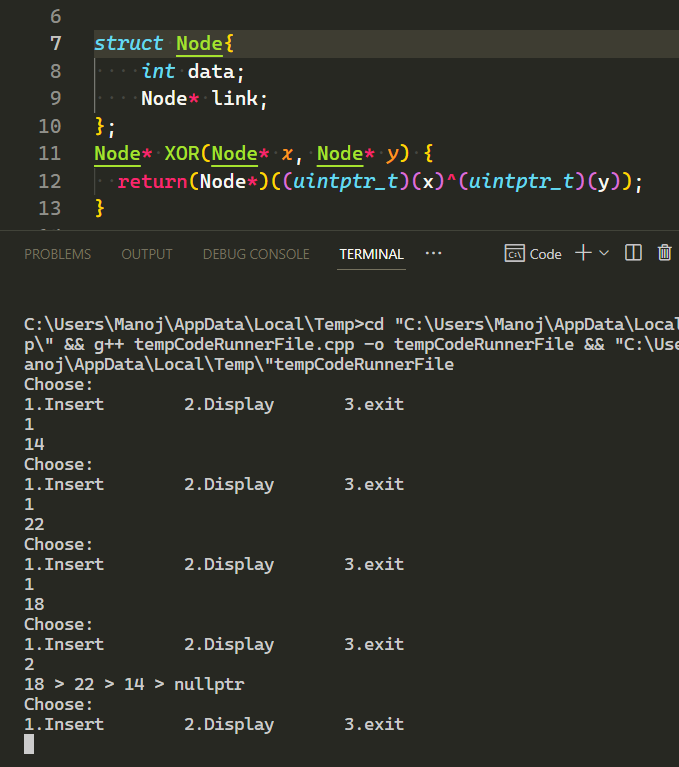 6
7 struct Node{
8 int data;
9 Node* link;
10 };
11 Node* XOR(Node* x, Node* y) {
12 return(Node*)((uintptr_t)(x)^(uintptr_t)(y));
13 }
PROBLEMS OUTPUT DEBUG CONSOLE TERMINAL ··· Code
C:\Users\Manoj\AppData\Local\Temp>cd "C:\Users\Manoj\AppData\Local
p\" && g++ tempCodeRunnerFile.cpp -o tempCodeRunnerFile && "C:\Use
anoj\AppData\Local\Temp\"tempCodeRunnerFile
Choose:
1.Insert 2.Display 3.exit
1
14
Choose:
1.Insert 2.Display 3.exit
1
22
Choose:
1.Insert 2.Display 3.exit
1
18
Choose:
1.Insert 2.Display 3.exit
2
18 > 22 > 14 > nullptr
Choose:
1.Insert 2.Display 3.exit